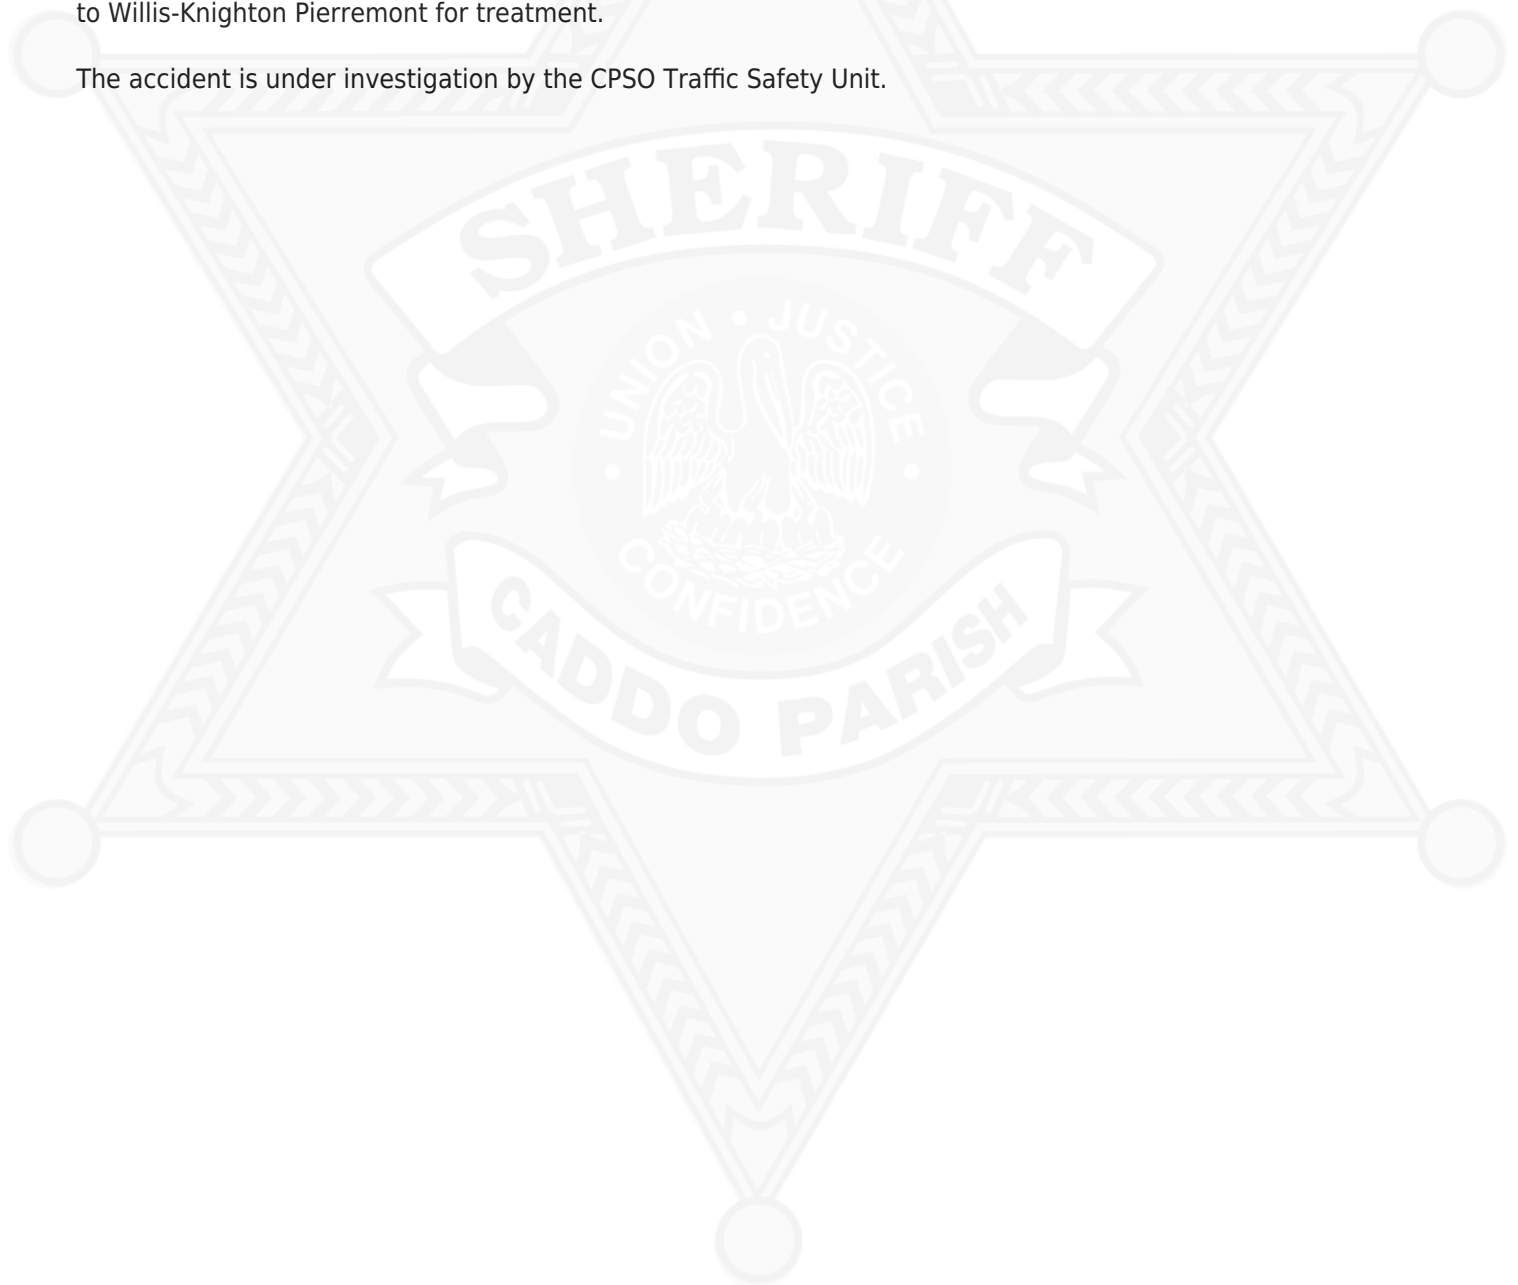 to Willis-Knighton Pierremont for treatment.
The accident is under investigation by the CPSO Traffic Safety Unit.
SHERIFF
UNION • JUSTICE
• CONFIDENCE •
CADDO PARISH